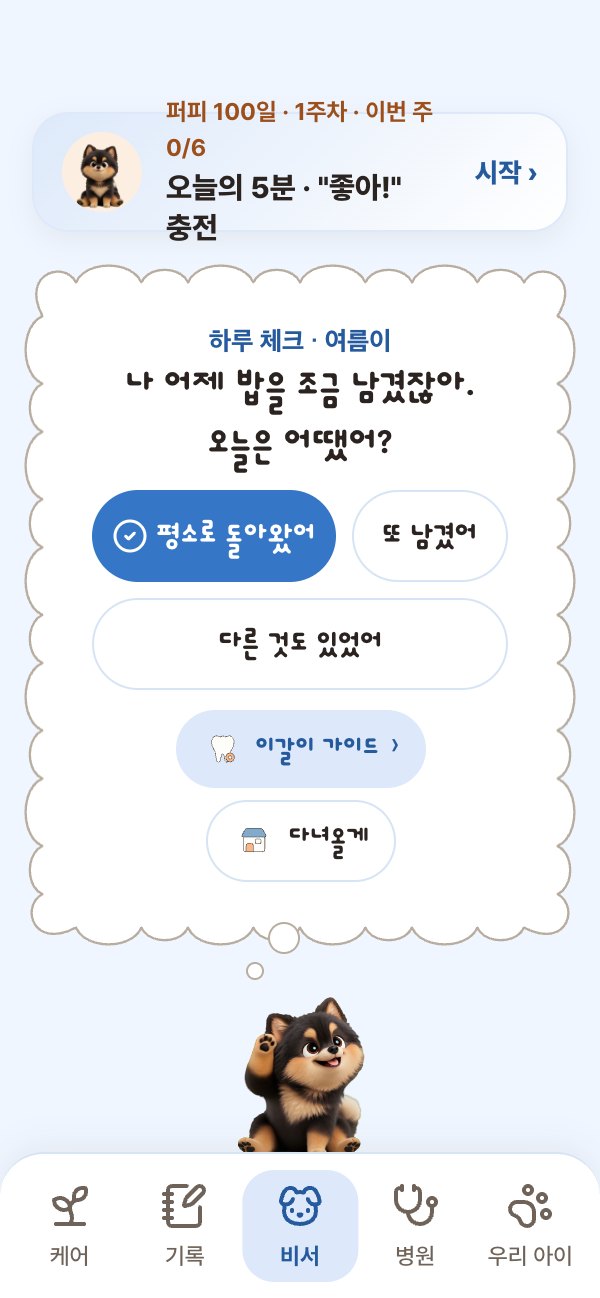 퍼피 100일 · 1주차 · 이번 주
0/6
오늘의 5분 · "좋아!"
충전
시작 ›
하루 체크 · 여름이
나 어제 밥을 조금 남겼잖아.
오늘은 어땠어?
평소로 돌아왔어
또 남겼어
다른 것도 있었어
이갈이 가이드 ›
다녀올게
케어
기록
비서
병원
우리 아이